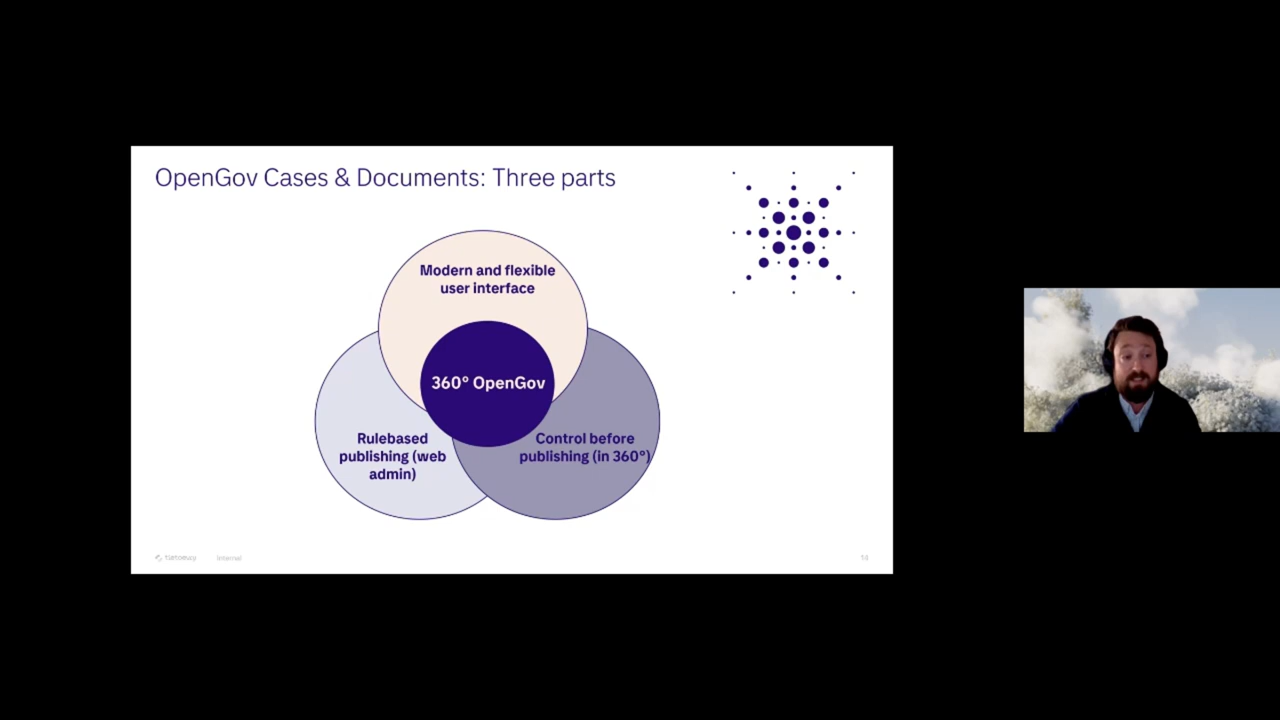 OpenGov Cases & Documents: Three parts
Modern and flexible
user interface
360° OpenGov
Rulebased
publishing (web
admin)
Control before
publishing (in 360°)
Internal